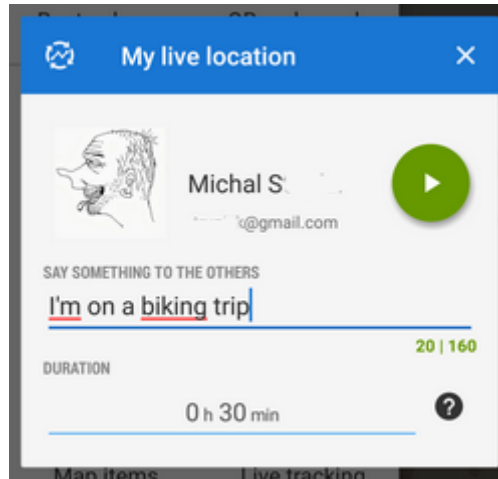 My live location
Michal S
@gmail.com
SAY SOMETHING TO THE OTHERS
I'm on a biking trip
20 | 160
DURATION
0 h 30 min
Map items Live tracking